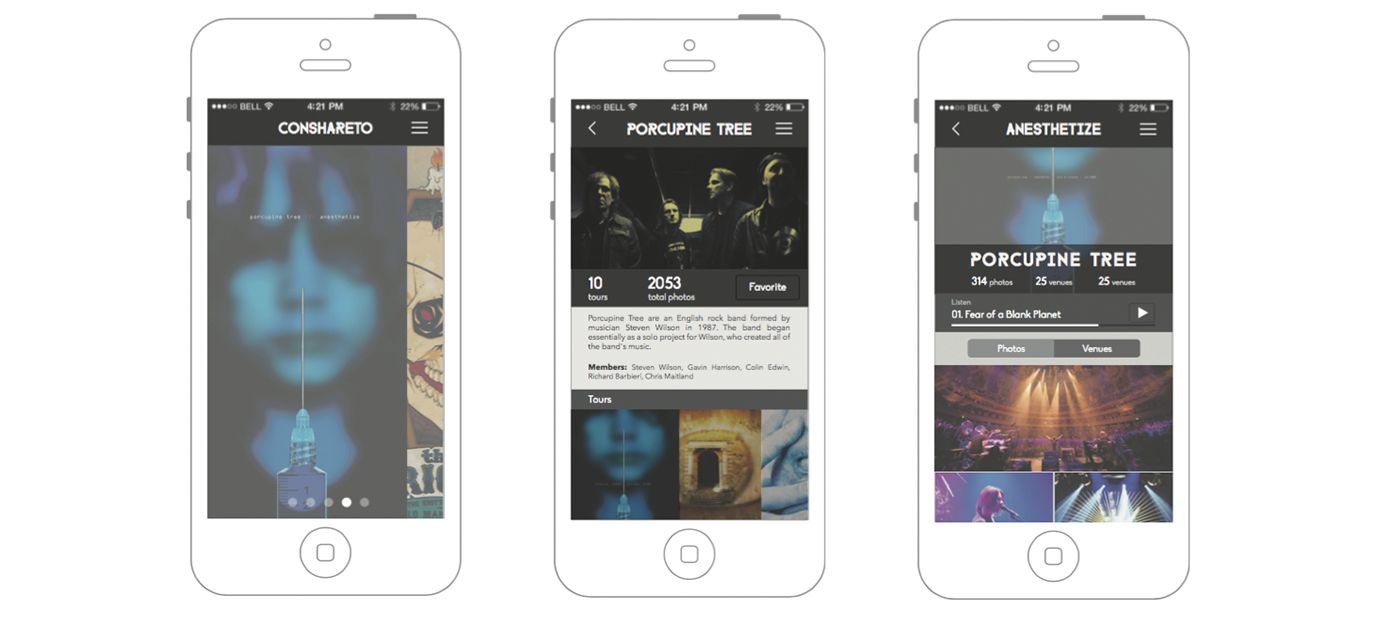 BELL 4:21 PM 22%
CONSHARETO
porcupine tree anesthetize
BELL 4:21 PM 22%
PORCUPINE TREE
10 2053 Favorite
tours total photos
Porcupine Tree are an English rock band formed by
musician Steven Wilson in 1987. The band began
essentially as a solo project for Wilson, who created all of
the band's music.
Members: Steven Wilson, Gavin Harrison, Colin Edwin,
Richard Barbieri, Chris Maitland
Tours
BELL 4:21 PM 22%
ANESTHETIZE
PORCUPINE TREE
314 photos 25 venues 25 venues
Listen
01. Fear of a Blank Planet
Photos Venues